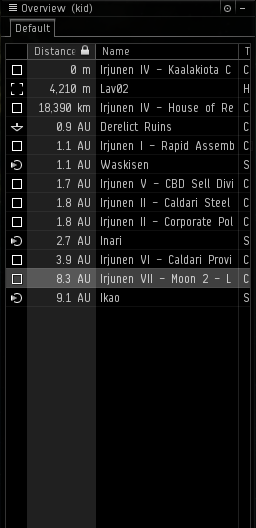 Overview (kid)
Default
Distanc Name T
0 m Irjunen IV - Kaalakiota C C
4,210 m Lav02 H
18,390 km Irjunen IV - House of Re C
0.9 AU Derelict Ruins C
1.1 AU Irjunen I - Rapid Assemb C
1.1 AU Waskisen S
1.7 AU Irjunen V - CBD Sell Divi C
1.8 AU Irjunen II - Caldari Steel C
1.8 AU Irjunen II - Corporate Pol C
2.7 AU Inari S
3.9 AU Irjunen VI - Caldari Provi C
8.3 AU Irjunen VII - Moon 2 - L C
9.1 AU Ikao S